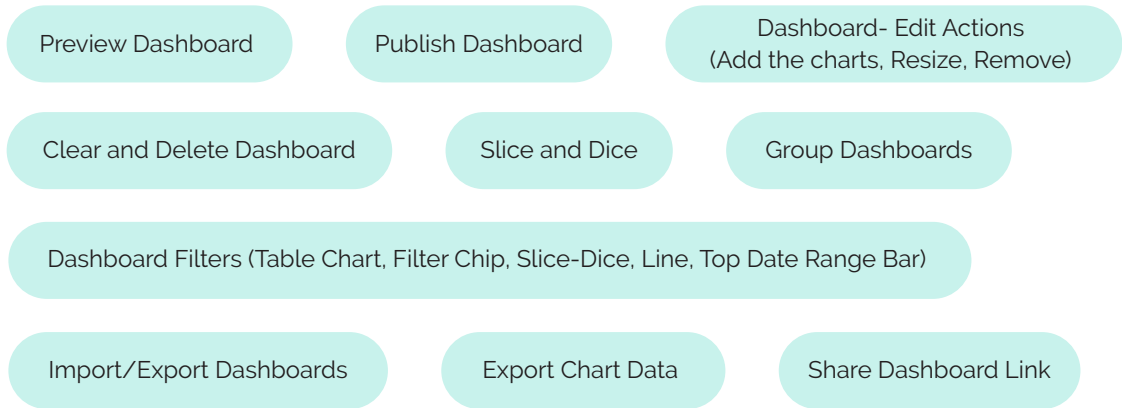 Preview Dashboard
Publish Dashboard
Dashboard- Edit Actions
(Add the charts, Resize, Remove)
Clear and Delete Dashboard
Slice and Dice
Group Dashboards
Dashboard Filters (Table Chart, Filter Chip, Slice-Dice, Line, Top Date Range Bar)
Import/Export Dashboards
Export Chart Data
Share Dashboard Link